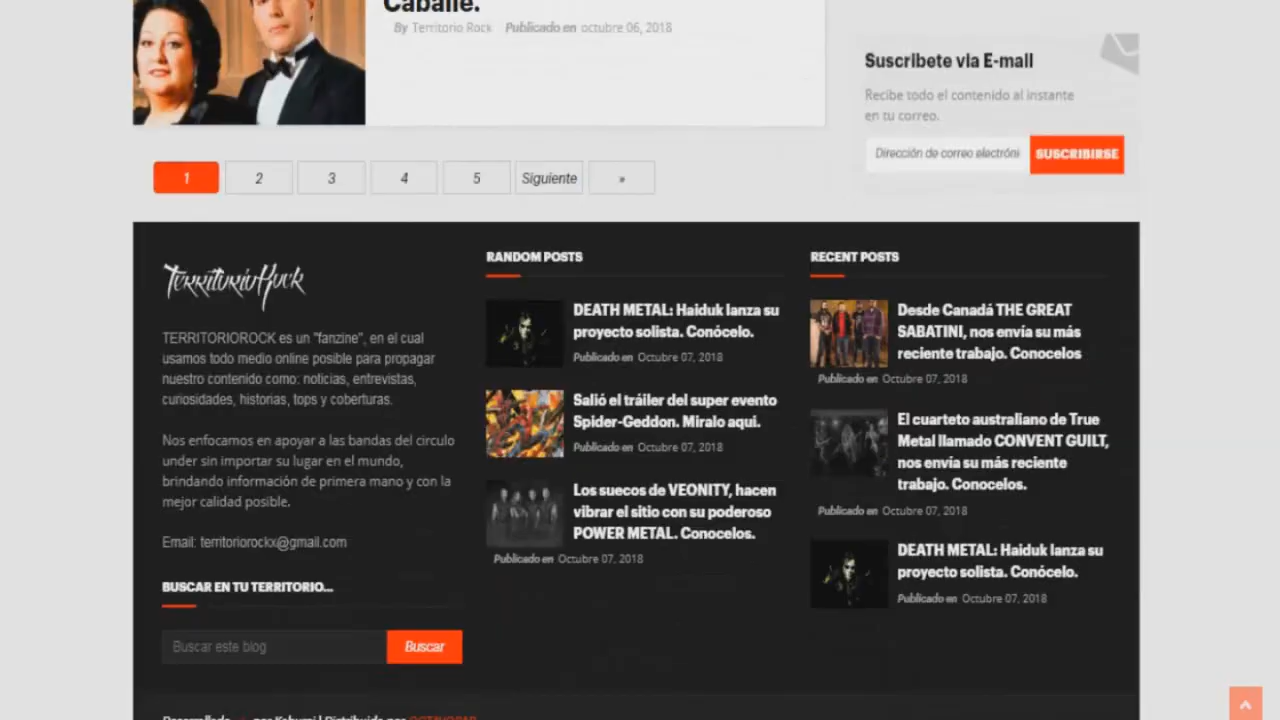 Caballé.
By Territorio Rock Publicado en octubre 06, 2018
Suscribete via E-mail
Recibe todo el contenido al instante
en tu correo.
Dirección de correo electróni
SUSCRIBIRSE
1 2 3 4 5 Siguiente »
TerritorioRock
TERRITORIOROCK es un "fanzine", en el cual
usamos todo medio online posible para propagar
nuestro contenido como: noticias, entrevistas,
curiosidades, historias, tops y coberturas.
Nos enfocamos en apoyar a las bandas del circulo
under sin importar su lugar en el mundo,
brindando información de primera mano y con la
mejor calidad posible.
Email: territoriorockx@gmail.com
BUSCAR EN TU TERRITORIO...
Buscar este blog
Buscar
RANDOM POSTS
DEATH METAL: Haiduk lanza su
proyecto solista. Conócelo.
Publicado en Octubre 07, 2018
Salió el tráiler del super evento
Spider-Geddon. Miralo aqui.
Publicado en Octubre 07, 2018
Los suecos de VEONITY, hacen
vibrar el sitio con su poderoso
POWER METAL. Conocelos.
Publicado en Octubre 07, 2018
RECENT POSTS
Desde Canadá THE GREAT
SABATINI, nos envía su más
reciente trabajo. Conocelos
Publicado en Octubre 07, 2018
El cuarteto australiano de True
Metal llamado CONVENT GUILT,
nos envia su más reciente
trabajo. Conocelos.
Publicado en Octubre 07, 2018
DEATH METAL: Haiduk lanza su
proyecto solista. Conócelo.
Publicado en Octubre 07, 2018
Desarrollado por Kohumi | Distribuido por